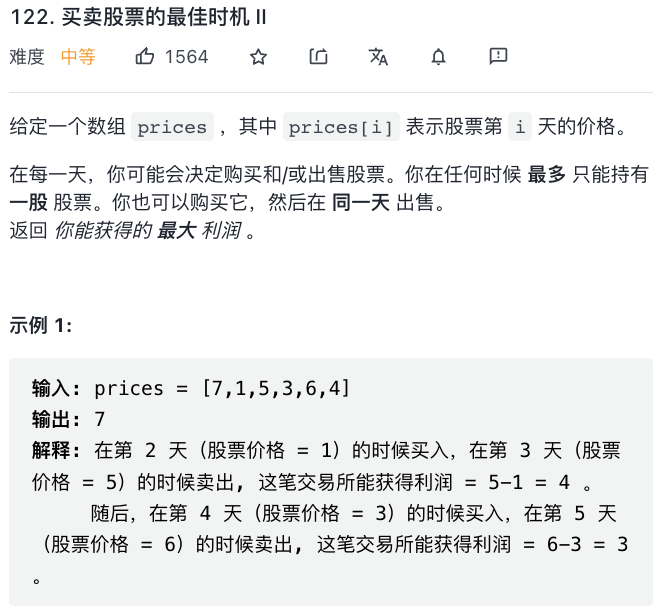 122. 买卖股票的最佳时机 II
难度 中等 1564
给定一个数组 prices ，其中 prices[i] 表示股票第 i 天的价格。
在每一天，你可能会决定购买和/或出售股票。你在任何时候 最多 只能持有
一股 股票。你也可以购买它，然后在 同一天 出售。
返回 你能获得的 最大 利润 。
示例 1:
输入: prices = [7,1,5,3,6,4]
输出: 7
解释: 在第 2 天（股票价格 = 1）的时候买入，在第 3 天（股票
价格 = 5）的时候卖出, 这笔交易所能获得利润 = 5-1 = 4 。
随后，在第 4 天（股票价格 = 3）的时候买入，在第 5 天
（股票价格 = 6）的时候卖出, 这笔交易所能获得利润 = 6-3 = 3
。